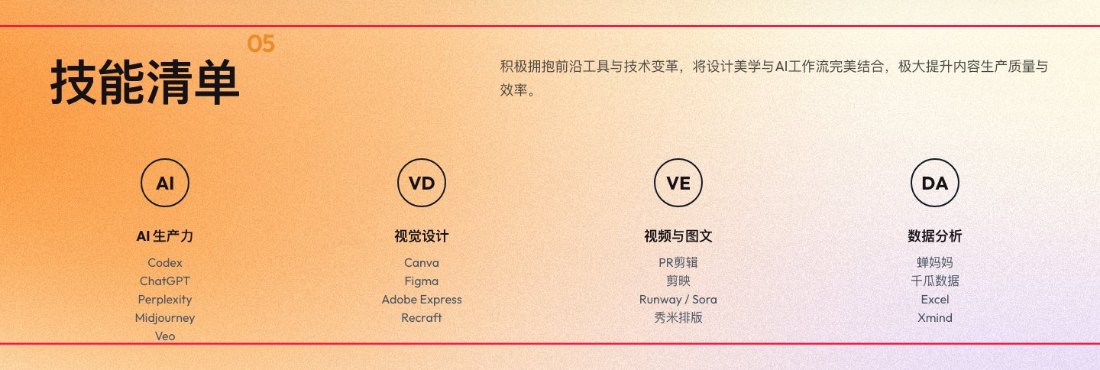 05
技能清单
积极拥抱前沿工具与技术变革，将设计美学与AI工作流完美结合，极大提升内容生产质量与
效率。
AI
AI 生产力
Codex
ChatGPT
Perplexity
Midjourney
Veo
VD
视觉设计
Canva
Figma
Adobe Express
Recraft
VE
视频与图文
PR剪辑
剪映
Runway / Sora
秀米排版
DA
数据分析
蝉妈妈
千瓜数据
Excel
Xmind